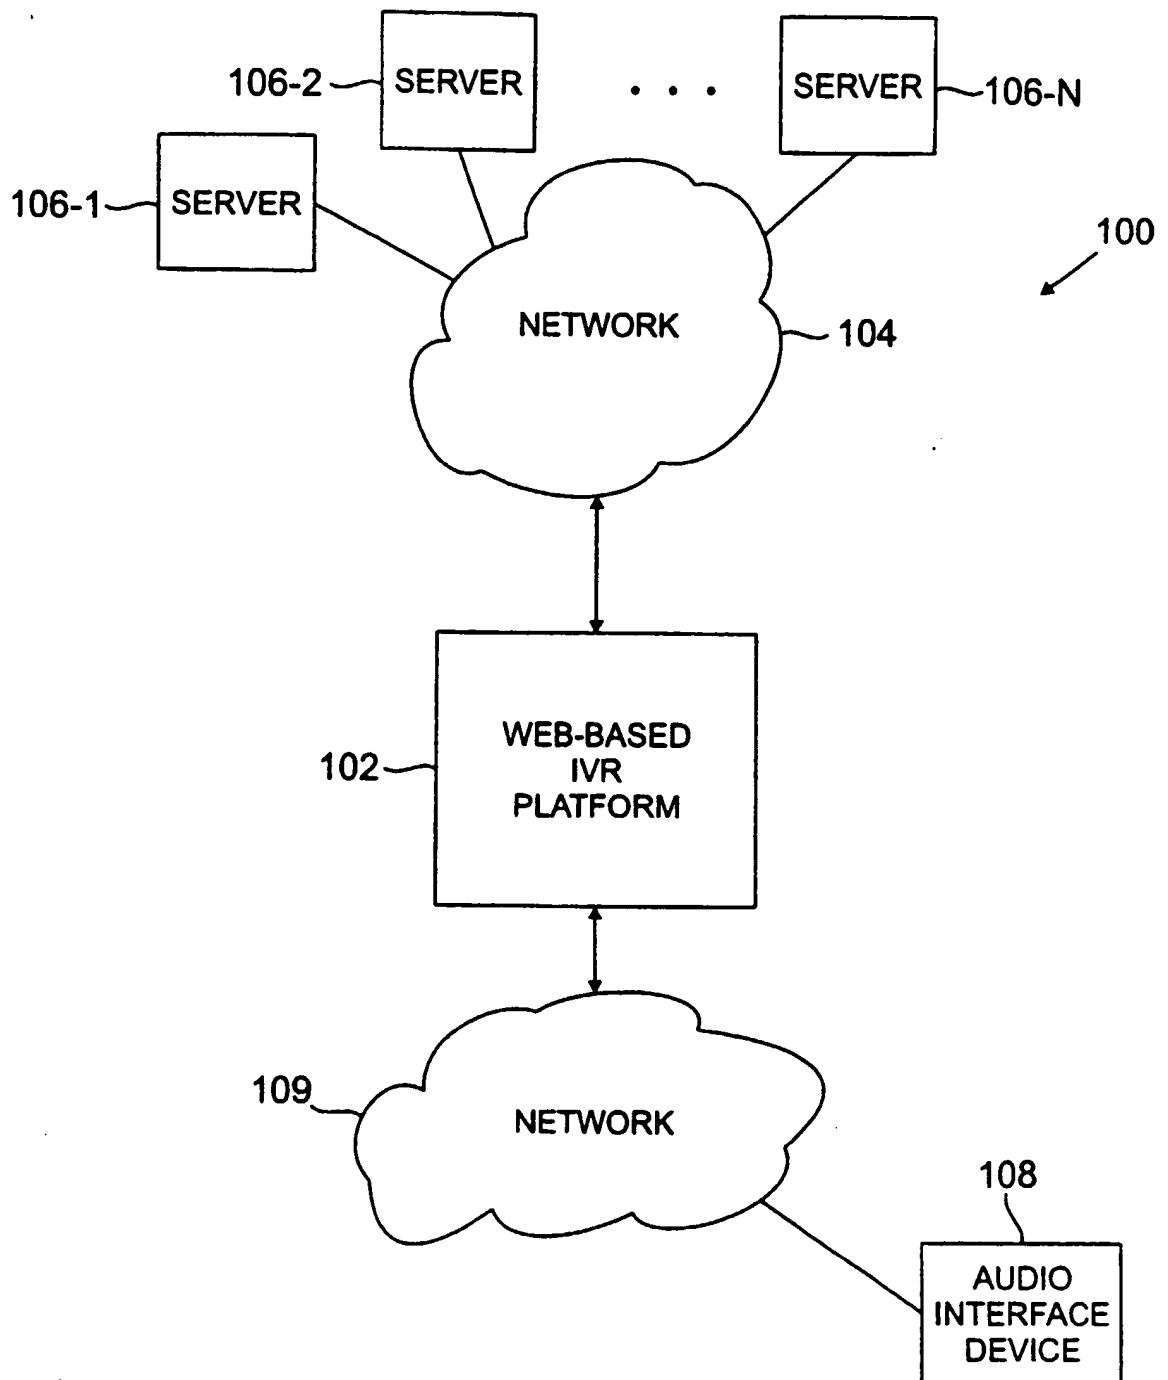 106-2
SERVER
. . .
SERVER
106-N
106-1
SERVER
100
NETWORK
104
102
WEB-BASED
IVR
PLATFORM
109
NETWORK
108
AUDIO
INTERFACE
DEVICE